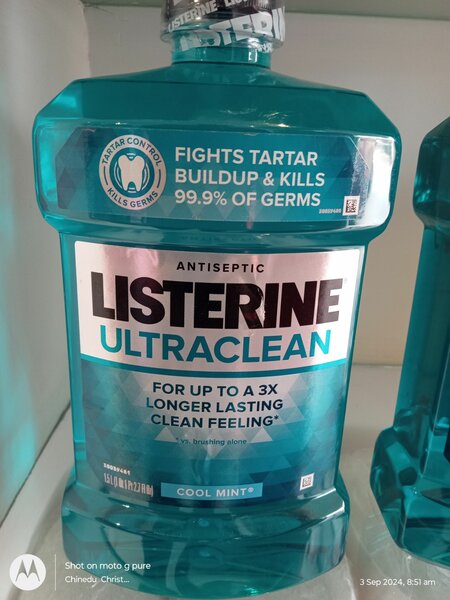 LISTERINE
TARTAR CONTROL
KILLS GERMS
FIGHTS TARTAR
BUILDUP & KILLS
99.9% OF GERMS
ANTISEPTIC
LISTERINE
ULTRACLEAN
FOR UP TO A 3X
LONGER LASTING
CLEAN FEELING*
* vs. brushing alone
COOL MINT®
Shot on moto g pure
Chinedu Christ...
3 Sep 2024, 8:51 am